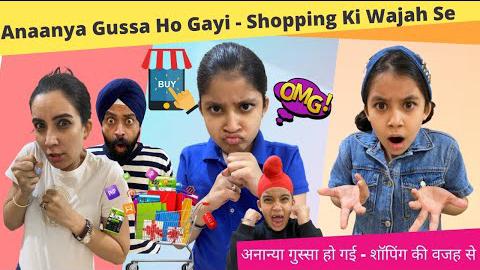 Anaanya Gussa Ho Gayi - Shopping Ki Wajah Se
BUY
OMG!
अनान्या गुस्सा हो गई - शॉपिंग की वजह से